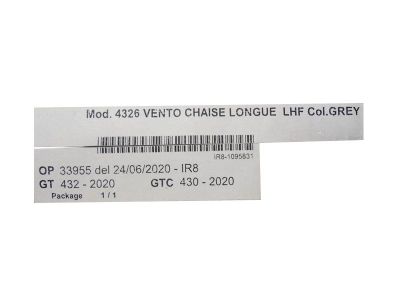 Mod. 4326 VENTO CHAISE LONGUE LHF Col.GREY
IR8-1095831
OP 33955 del 24/06/2020 - IR8
GT 432 - 2020 GTC 430 - 2020
Package 1 / 1